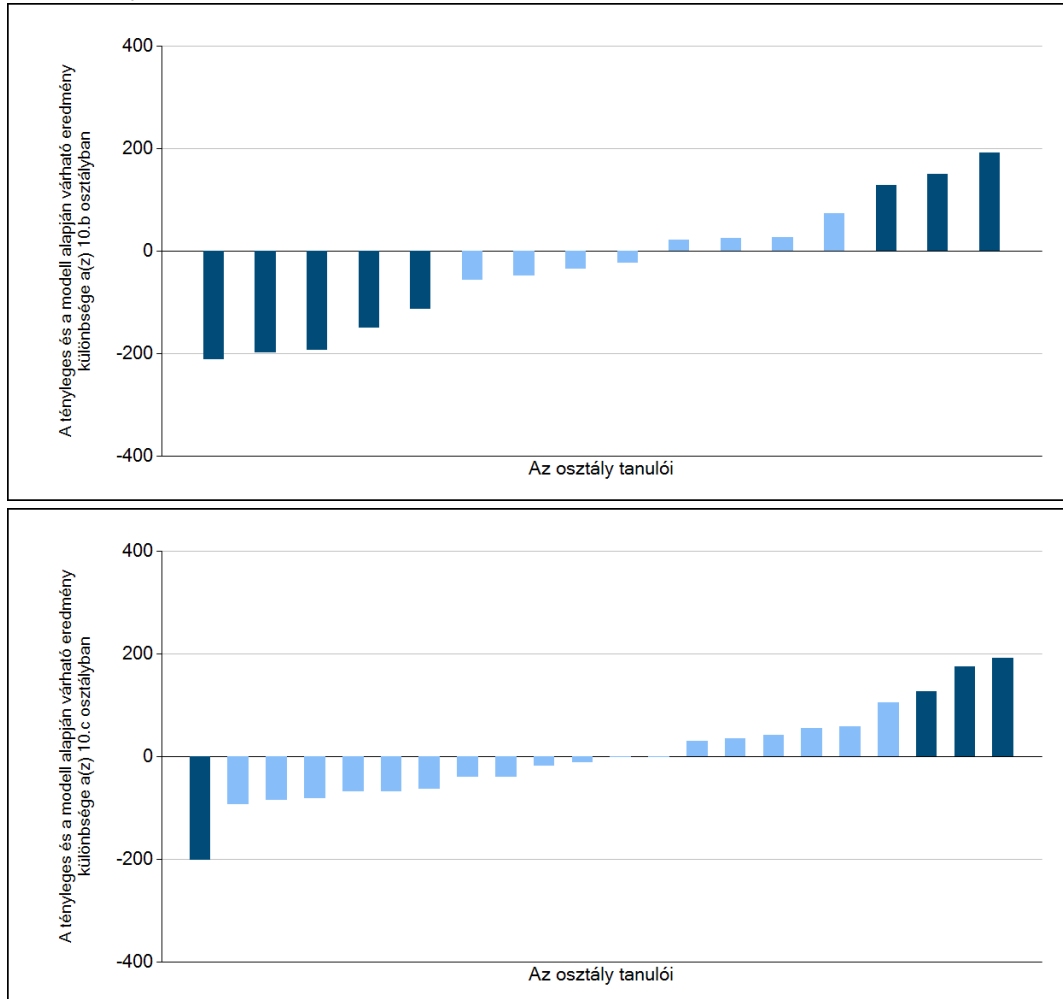 A tényleges és a modell alapján várható eredmény
különbsége a(z) 10.b osztályban
400
200
0
-200
-400
Az osztály tanulói
A tényleges és a modell alapján várható eredmény
különbsége a(z) 10.c osztályban
400
200
0
-200
-400
Az osztály tanulói